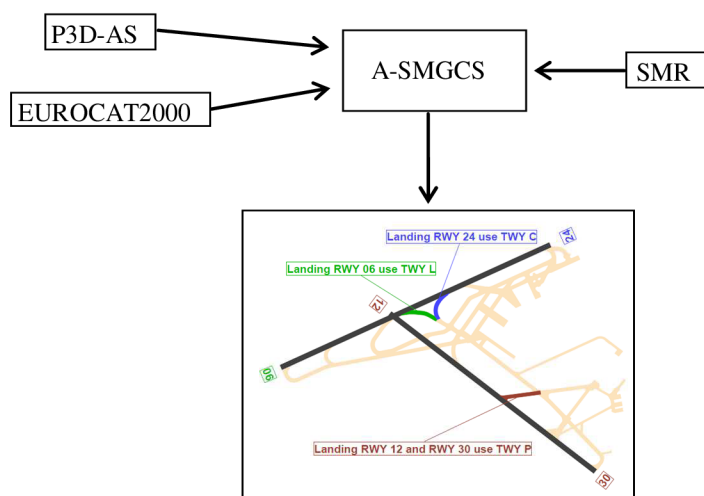 P3D-AS
A-SMGCS
SMR
EUROCAT2000
Landing RWY 24 use TWY C
24
Landing RWY 06 use TWY L
12
06
Landing RWY 12 and RWY 30 use TWY P
30